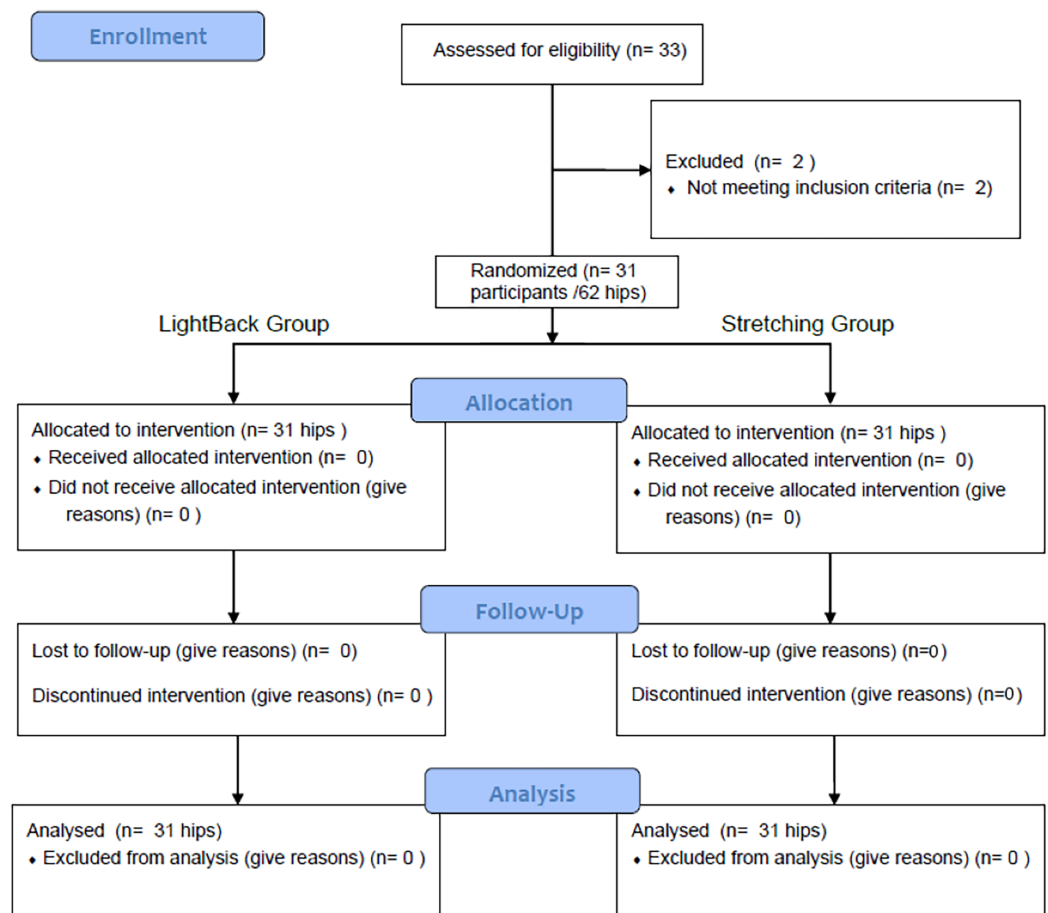 Enrollment
Assessed for eligibility (n= 33)
Excluded (n= 2 )
♦ Not meeting inclusion criteria (n= 2)
Randomized (n= 31
participants /62 hips)
LightBack Group
Stretching Group
Allocation
Allocated to intervention (n= 31 hips )
♦ Received allocated intervention (n= 0)
♦ Did not receive allocated intervention (give
reasons) (n= 0 )
Allocated to intervention (n= 31 hips )
♦ Received allocated intervention (n= 0)
♦ Did not receive allocated intervention (give
reasons) (n= 0)
Follow-Up
Lost to follow-up (give reasons) (n= 0)
Discontinued intervention (give reasons) (n= 0 )
Lost to follow-up (give reasons) (n=0)
Discontinued intervention (give reasons) (n=0)
Analysis
Analysed (n= 31 hips)
♦ Excluded from analysis (give reasons) (n= 0 )
Analysed (n= 31 hips)
♦ Excluded from analysis (give reasons) (n= 0 )